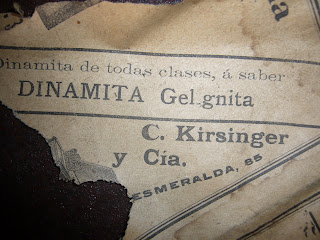 Dinamita de todas clases, á saber
DINAMITA Gel gnita
C. Kirsinger
y Cía.
ESMERALDA, 85